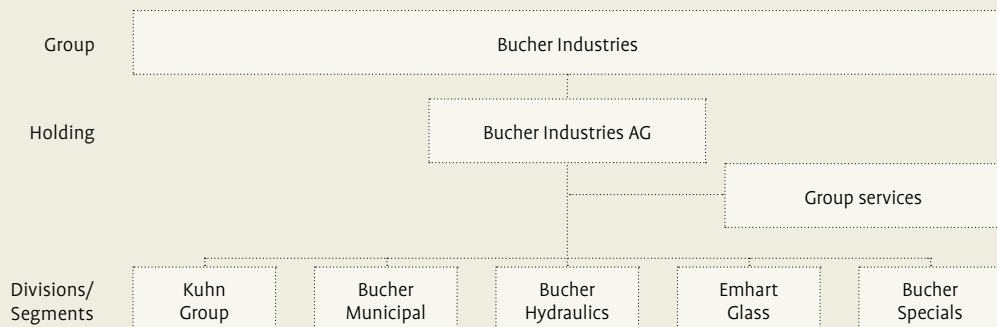 Group
Bucher Industries
Holding
Bucher Industries AG
Group services
Divisions/
Segments
Kuhn
Group
Bucher
Municipal
Bucher
Hydraulics
Emhart
Glass
Bucher
Specials